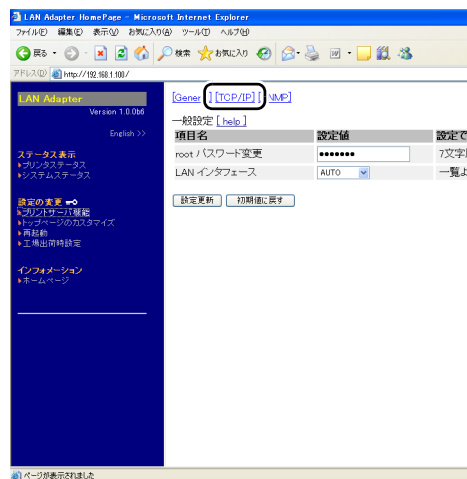 LAN Adapter HomePage - Microsoft Internet Explorer
ファイル(F) 編集(E) 表示(V) お気に入り(A) ツール(T) ヘルプ(H)
戻る 検索 お気に入り
アドレス(D) http://192.168.1.100/
LAN Adapter
Version 1.0.0b6
English >>
ステータス表示
プリンタステータス
システムステータス
設定の変更
プリントサーバ機能
トップページのカスタマイズ
再起動
工場出荷時設定
インフォメーション
ホームページ
[Gener ] [TCP/IP] [ NMP]
一般設定 [ help ]
項目名 設定値 設定で
root パスワード変更 ●●●●●●● 7文字
LAN インタフェース AUTO 一覧よ
設定更新 初期値に戻す
ページが表示されました